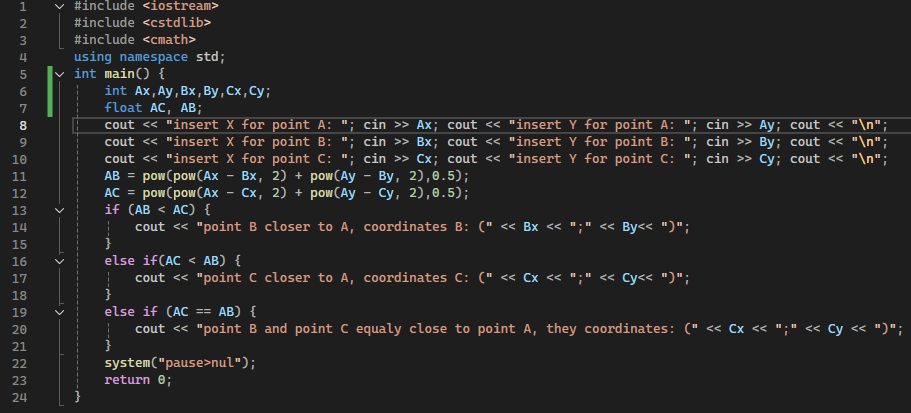 1 #include <iostream>
2 #include <cstdlib>
3 #include <cmath>
4 using namespace std;
5 int main() {
6 int Ax,Ay,Bx,By,Cx,Cy;
7 float AC, AB;
8 cout << "insert X for point A: "; cin >> Ax; cout << "insert Y for point A: "; cin >> Ay; cout << "\n";
9 cout << "insert X for point B: "; cin >> Bx; cout << "insert Y for point B: "; cin >> By; cout << "\n";
10 cout << "insert X for point C: "; cin >> Cx; cout << "insert Y for point C: "; cin >> Cy; cout << "\n";
11 AB = pow(pow(Ax - Bx, 2) + pow(Ay - By, 2),0.5);
12 AC = pow(pow(Ax - Cx, 2) + pow(Ay - Cy, 2),0.5);
13 if (AB < AC) {
14 cout << "point B closer to A, coordinates B: (" << Bx << ";" << By<< ")";
15 }
16 else if(AC < AB) {
17 cout << "point C closer to A, coordinates C: (" << Cx << ";" << Cy<< ")";
18 }
19 else if (AC == AB) {
20 cout << "point B and point C equaly close to point A, they coordinates: (" << Cx << ";" << Cy << ")";
21 }
22 system("pause>nul");
23 return 0;
24 }